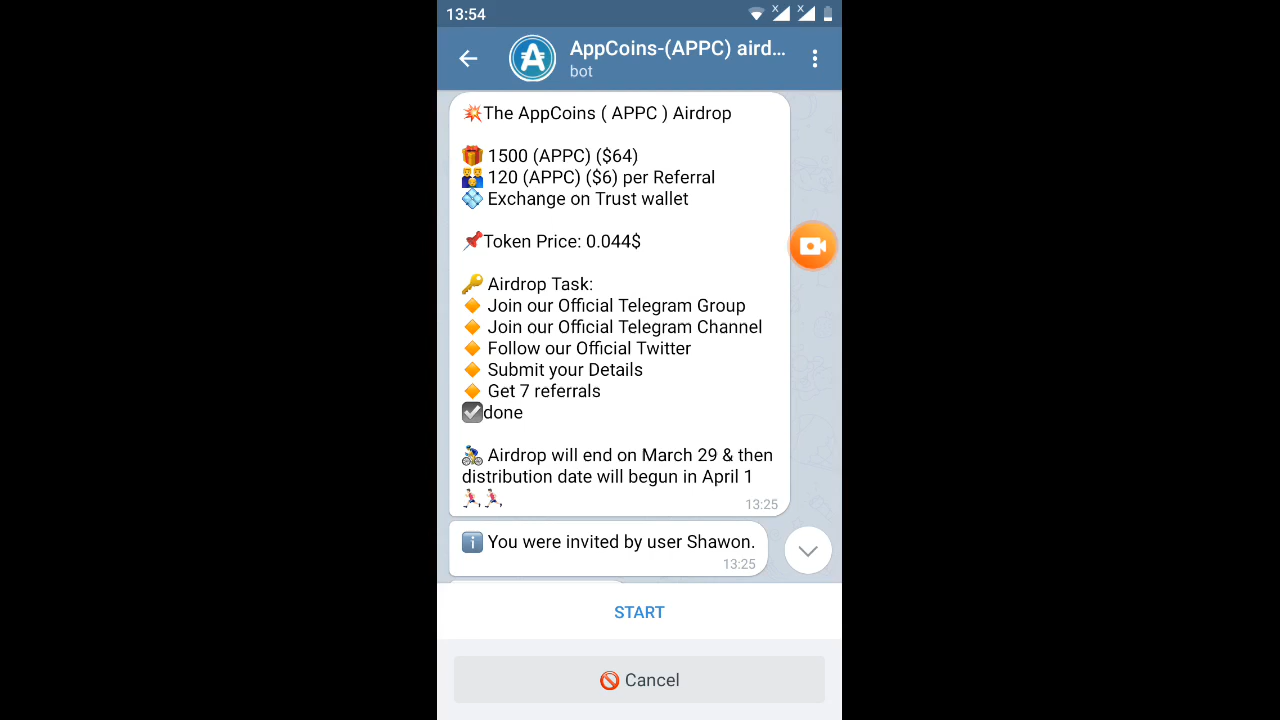 13:54
AppCoins-(APPC) aird...
bot
💥The AppCoins ( APPC ) Airdrop
🎁 1500 (APPC) ($64)
👨‍👩‍👦 120 (APPC) ($6) per Referral
💠 Exchange on Trust wallet
📌Token Price: 0.044$
🔑 Airdrop Task:
🔸 Join our Official Telegram Group
🔸 Join our Official Telegram Channel
🔸 Follow our Official Twitter
🔸 Submit your Details
🔸 Get 7 referrals
☑️done
🚴 Airdrop will end on March 29 & then
distribution date will begun in April 1
🏃🏻🏃🏻
13:25
ℹ️ You were invited by user Shawon.
13:25
START
🚫 Cancel